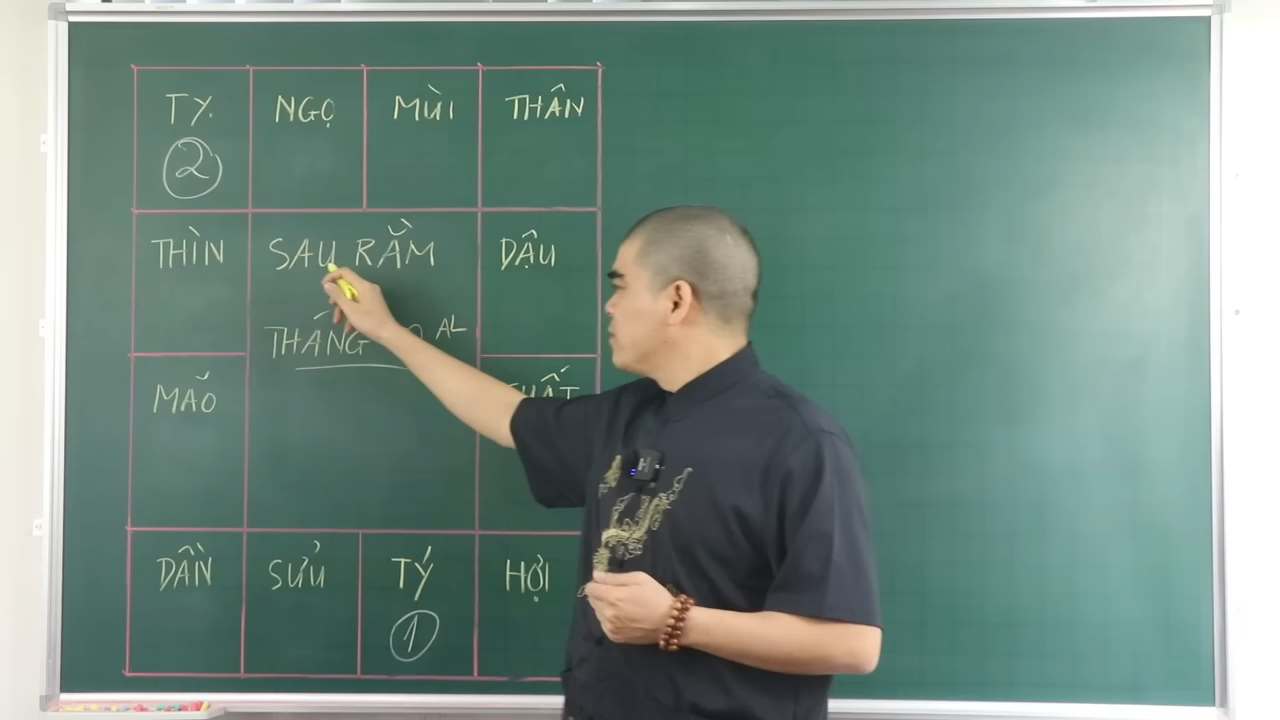 TỴ NGỌ MÙI THÂN
2
THÌN SAU RẰM DẬU
THÁNG AL
MÃO
DẦN SỬU TÝ HỢI
1